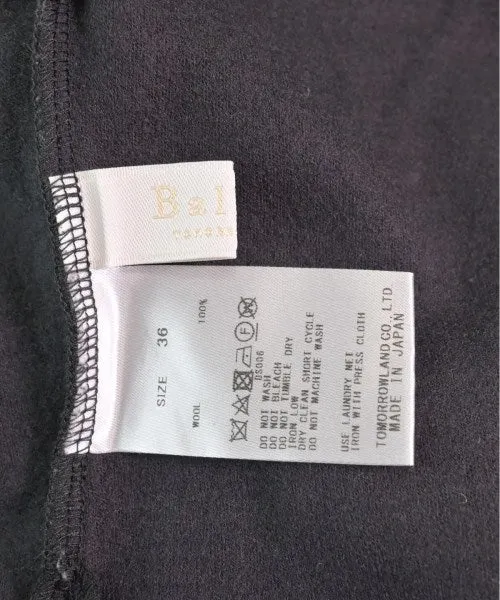 Bal
SIZE 36
WOOL 100%
DS006
DO NOT WASH
DO NOT BLEACH
DO NOT TUMBLE DRY
IRON LOW
DRY CLEAN SHORT CYCLE
DO NOT MACHINE WASH
USE LAUNDRY NET
IRON WITH PRESS CLOTH
TOMORROWLAND CO., LTD
MADE IN JAPAN